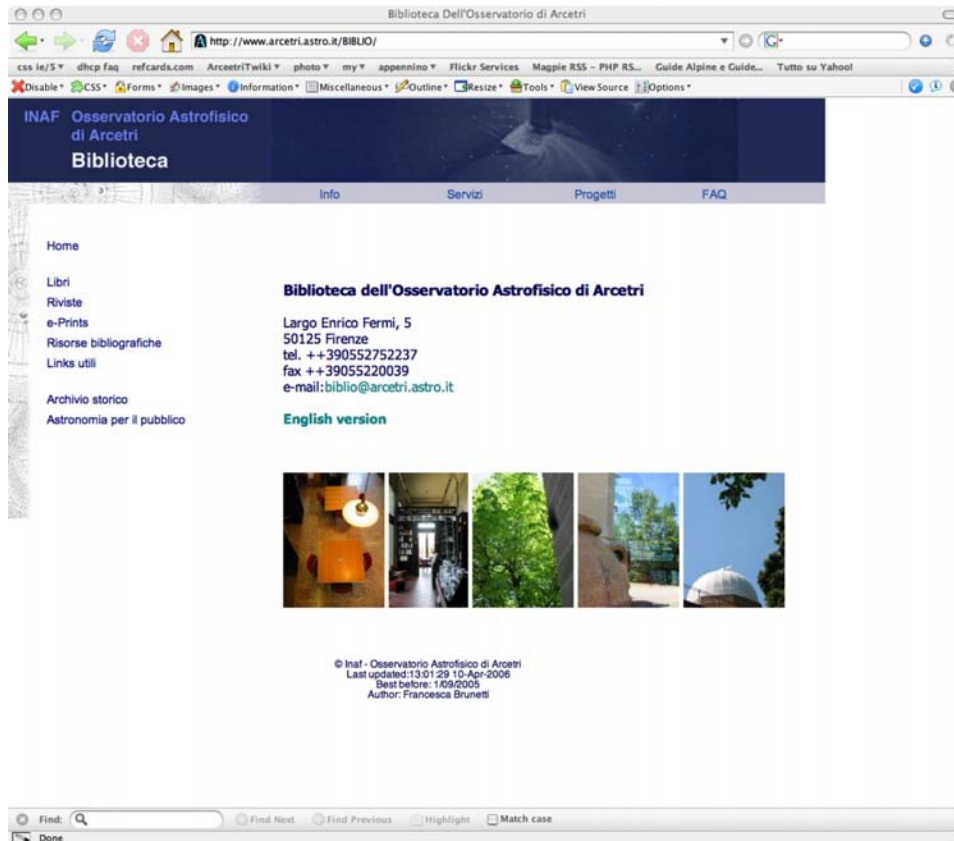 Biblioteca Dell'Osservatorio di Arcetri
http://www.arcetri.astro.it/BIBLIO/
css ie/5 dhcp faq refcards.com ArceetriTwiki photo my appennino Flickr Services Magpie RSS - PHP RS... Guide Alpine e Guide... Tutto su Yahoo!
Disable CSS Forms Images Information Miscellaneous Outline Resize Tools View Source Options
INAF Osservatorio Astrofisico
di Arcetri
Biblioteca
Info Servizi Progetti FAQ
Home
Libri
Riviste
e-Prints
Risorse bibliografiche
Links utili
Archivio storico
Astronomia per il pubblico
Biblioteca dell'Osservatorio Astrofisico di Arcetri
Largo Enrico Fermi, 5
50125 Firenze
tel. ++390552752237
fax ++39055220039
e-mail:biblio@arcetri.astro.it
English version
© Inaf - Osservatorio Astrofisico di Arcetri
Last updated:13:01:29 10-Apr-2006
Best before: 1/09/2005
Author: Francesca Brunetti
Find: Find Next Find Previous Highlight Match case
Done